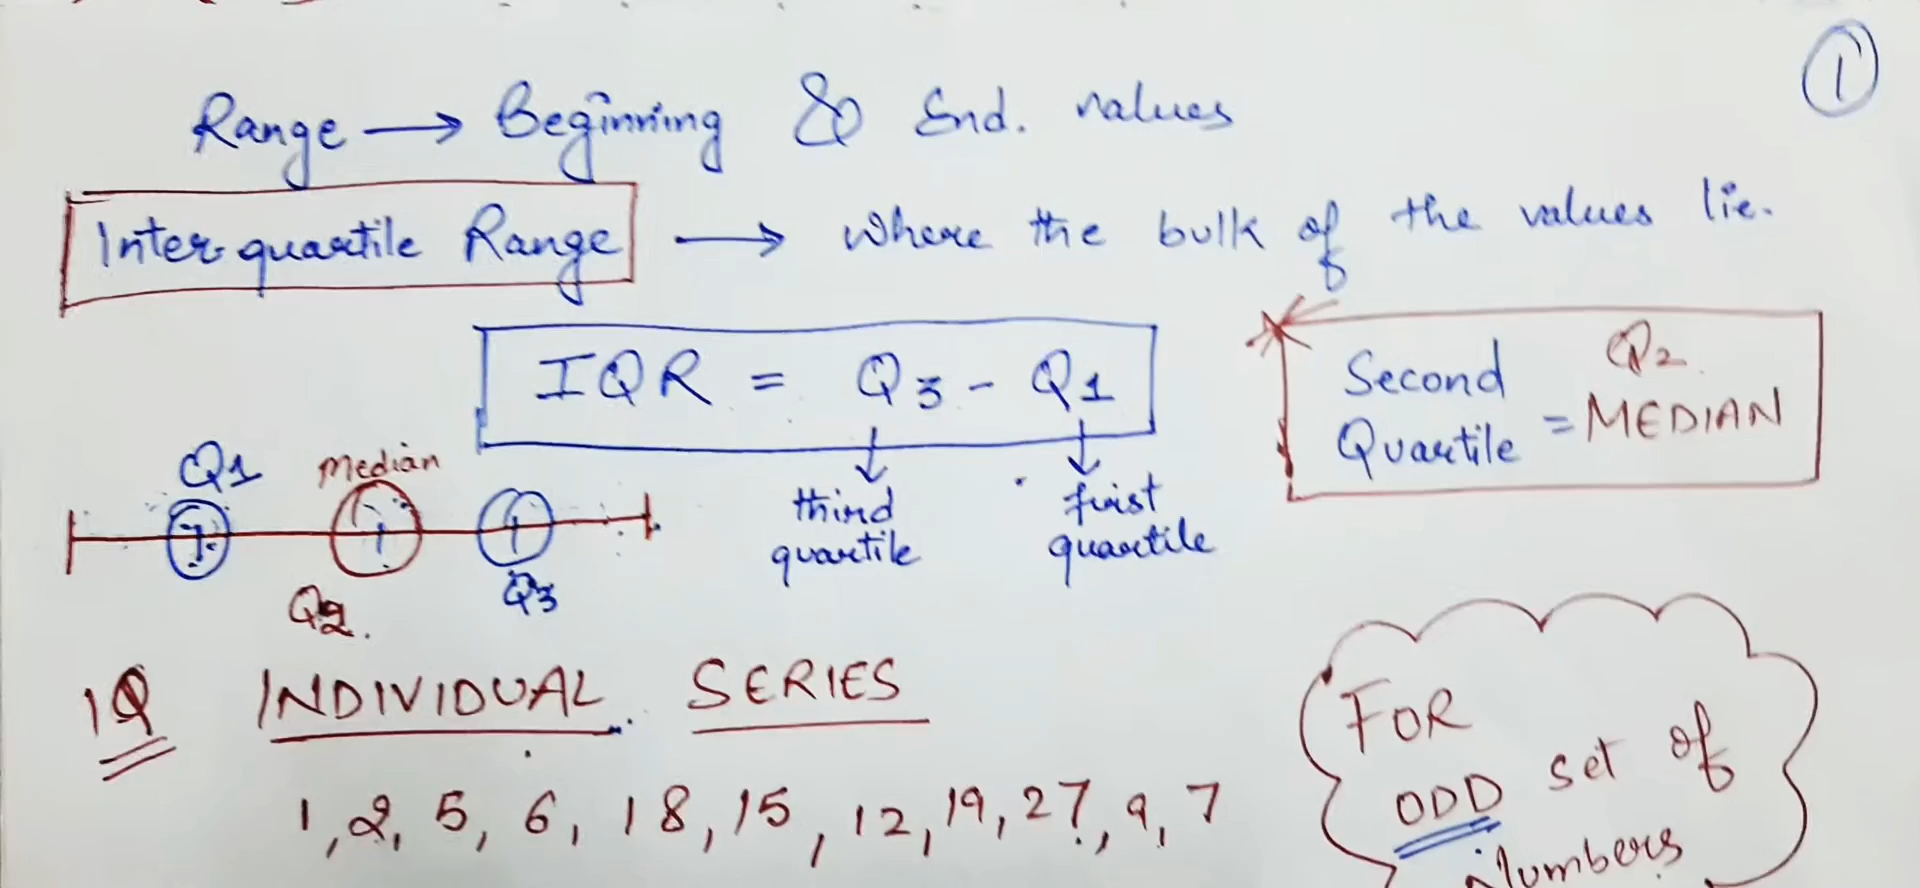 1
Range → Beginning & End. values
Inter-quartile Range → where the bulk of the values lie.
IQR = Q3 - Q1
third quartile
first quartile
Second Quartile = Q2 MEDIAN
Q1 Median
Q2. Q3
1Q INDIVIDUAL SERIES
1, 2, 5, 6, 18, 15, 12, 19, 27, 9, 7
FOR
ODD set of
Numbers